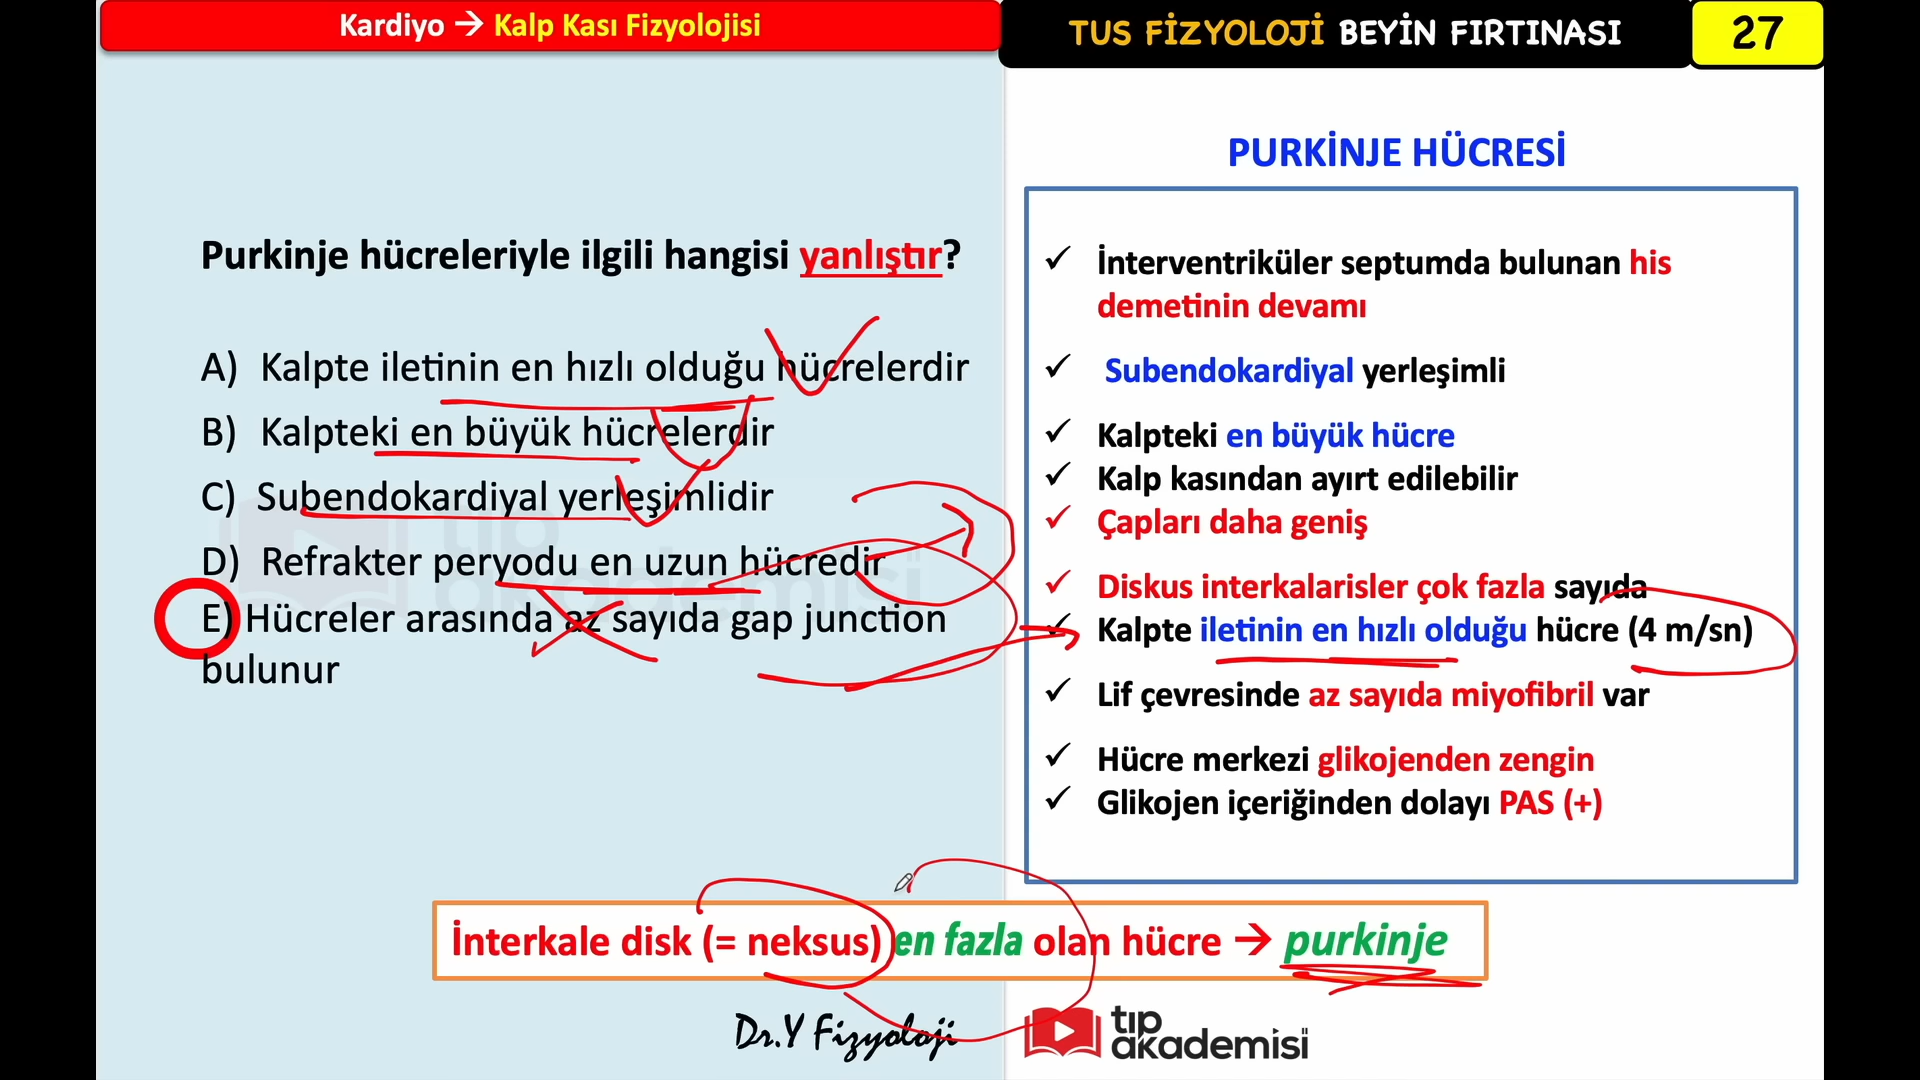 Kardiyo → Kalp Kası Fizyolojisi
TUS FİZYOLOJİ BEYİN FIRTINASI
27
Purkinje hücreleriyle ilgili hangisi yanlıştır?
A) Kalpte iletinin en hızlı olduğu hücrelerdir
B) Kalpteki en büyük hücrelerdir
C) Subendokardiyal yerleşimlidir
D) Refrakter peryodu en uzun hücredir
E) Hücreler arasında az sayıda gap junction
bulunur
PURKİNJE HÜCRESİ
✓ İnterventriküler septumda bulunan his
demetinin devamı
✓ Subendokardiyal yerleşimli
✓ Kalpteki en büyük hücre
✓ Kalp kasından ayırt edilebilir
✓ Çapları daha geniş
✓ Diskus interkalarisler çok fazla sayıda
✓ Kalpte iletinin en hızlı olduğu hücre (4 m/sn)
✓ Lif çevresinde az sayıda miyofibril var
✓ Hücre merkezi glikojenden zengin
✓ Glikojen içeriğinden dolayı PAS (+)
İnterkale disk (= neksus) en fazla olan hücre → purkinje
Dr.Y Fizyoloji
tıp
akademisi
tıp
akademisi